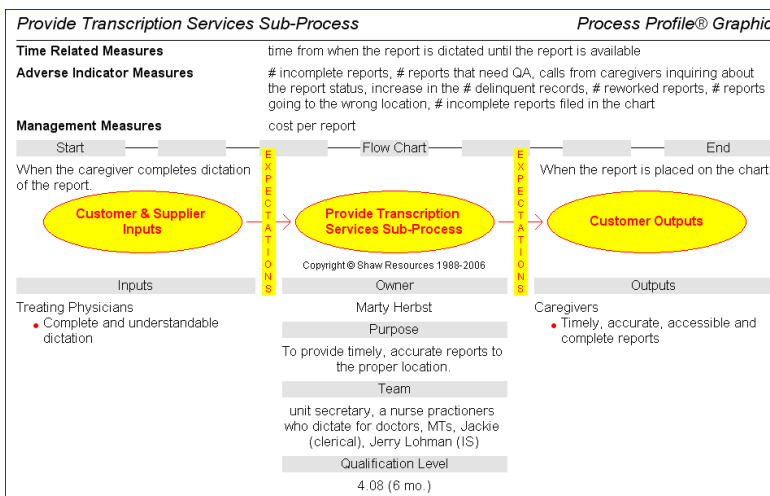 Provide Transcription Services Sub-Process
Process Profile® Graphic
Time Related Measures
time from when the report is dictated until the report is available
Adverse Indicator Measures
# incomplete reports, # reports that need QA, calls from caregivers inquiring about
the report status, increase in the # delinquent records, # reworked reports, # reports
going to the wrong location, # incomplete reports filed in the chart
Management Measures
cost per report
Start
Flow Chart
End
When the caregiver completes dictation
of the report.
When the report is placed on the chart
EXPECTATIONS
EXPECTATIONS
Customer & Supplier
Inputs
Provide Transcription
Services Sub-Process
Customer Outputs
Copyright © Shaw Resources 1988-2006
Inputs
Treating Physicians
• Complete and understandable
dictation
Owner
Marty Herbst
Purpose
To provide timely, accurate reports to
the proper location.
Team
unit secretary, a nurse practioners
who dictate for doctors, MTs, Jackie
(clerical), Jerry Lohman (IS)
Qualification Level
4.08 (6 mo.)
Outputs
Caregivers
• Timely, accurate, accessible and
complete reports